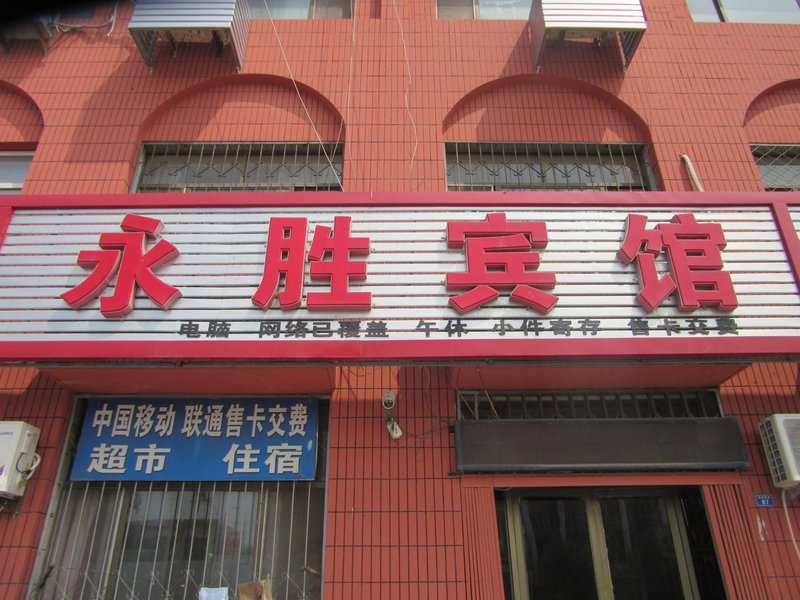 永胜宾馆
电脑 网络已覆盖 午休 小件寄存 售卡交费
中国移动 联通售卡交费
超市 住宿
87